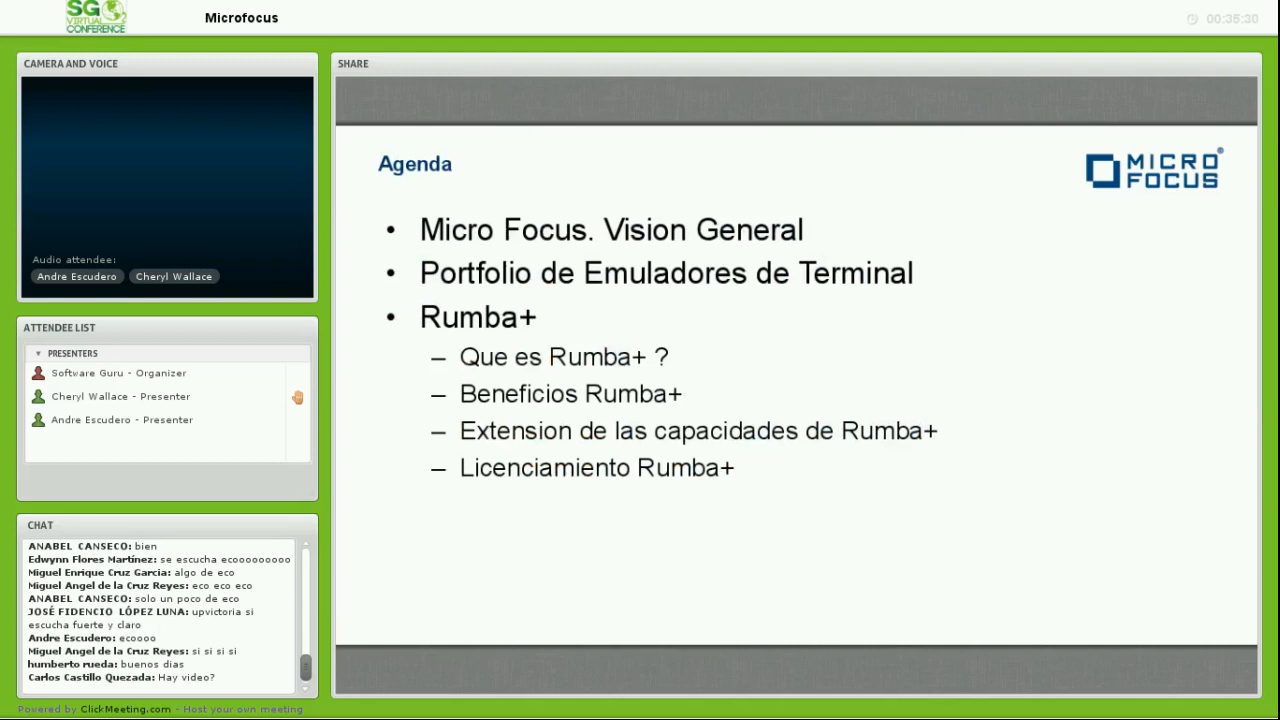 SG
VIRTUAL
CONFERENCE
Microfocus
00:35:30
CAMERA AND VOICE
Audio attendee:
Andre Escudero Cheryl Wallace
ATTENDEE LIST
PRESENTERS
Software Guru - Organizer
Cheryl Wallace - Presenter
Andre Escudero - Presenter
CHAT
ANABEL CANSECO: bien
Edwynn Flores Martínez: se escucha ecooooooooo
Miguel Enrique Cruz Garcia: algo de eco
Miguel Angel de la Cruz Reyes: eco eco eco
ANABEL CANSECO: solo un poco de eco
JOSÉ FIDENCIO LÓPEZ LUNA: upvictoria si
escucha fuerte y claro
Andre Escudero: ecoooo
Miguel Angel de la Cruz Reyes: si si si si
humberto rueda: buenos dias
Carlos Castillo Quezada: Hay video?
Powered by ClickMeeting.com - Host your own meeting
SHARE
Agenda
MICRO
FOCUS®
• Micro Focus. Vision General
• Portfolio de Emuladores de Terminal
• Rumba+
– Que es Rumba+ ?
– Beneficios Rumba+
– Extension de las capacidades de Rumba+
– Licenciamiento Rumba+